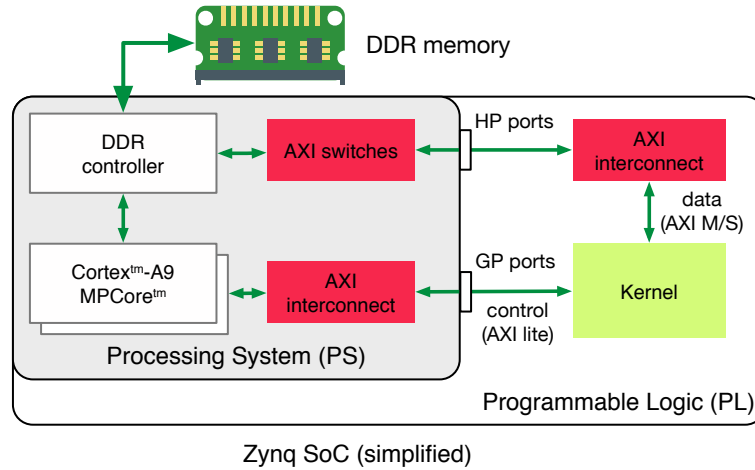 DDR memory
DDR
controller
AXI switches
HP ports
AXI
interconnect
data
(AXI M/S)
Cortex™-A9
MPCore™
AXI
interconnect
GP ports
control
(AXI lite)
Kernel
Processing System (PS)
Programmable Logic (PL)
Zynq SoC (simplified)